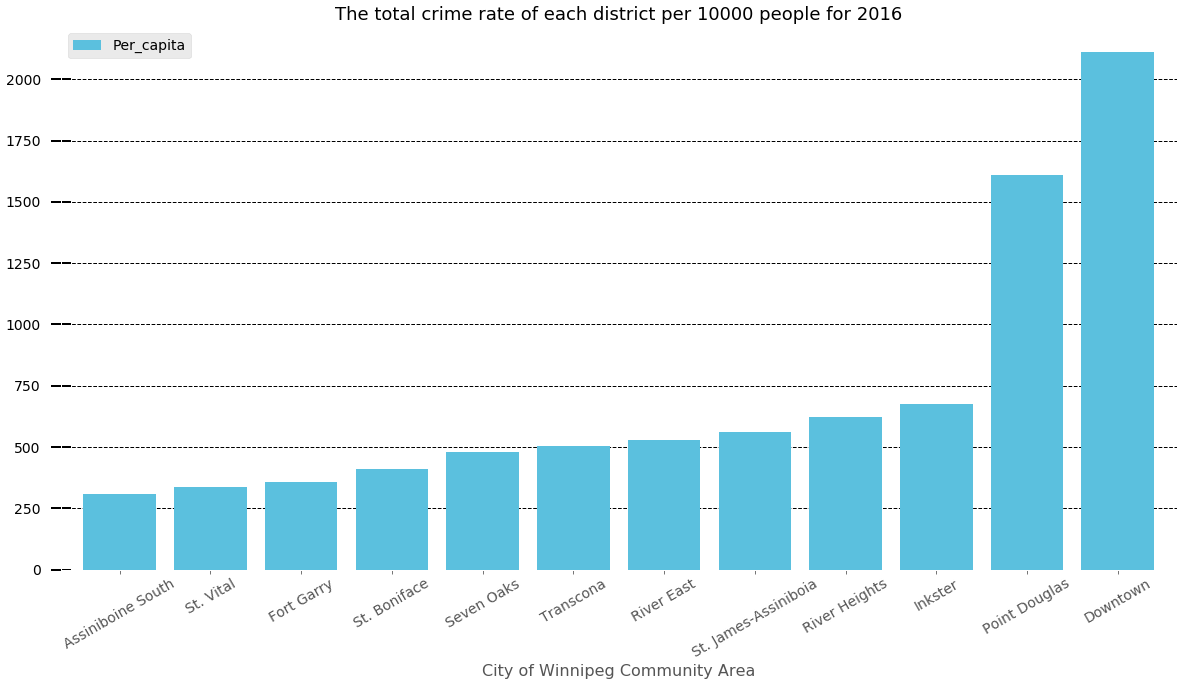 The total crime rate of each district per 10000 people for 2016
Per_capita
2000
1750
1500
1250
1000
750
500
250
0
Assiniboine South
St. Vital
Fort Garry
St. Boniface
Seven Oaks
Transcona
River East
St. James-Assiniboia
River Heights
Inkster
Point Douglas
Downtown
City of Winnipeg Community Area